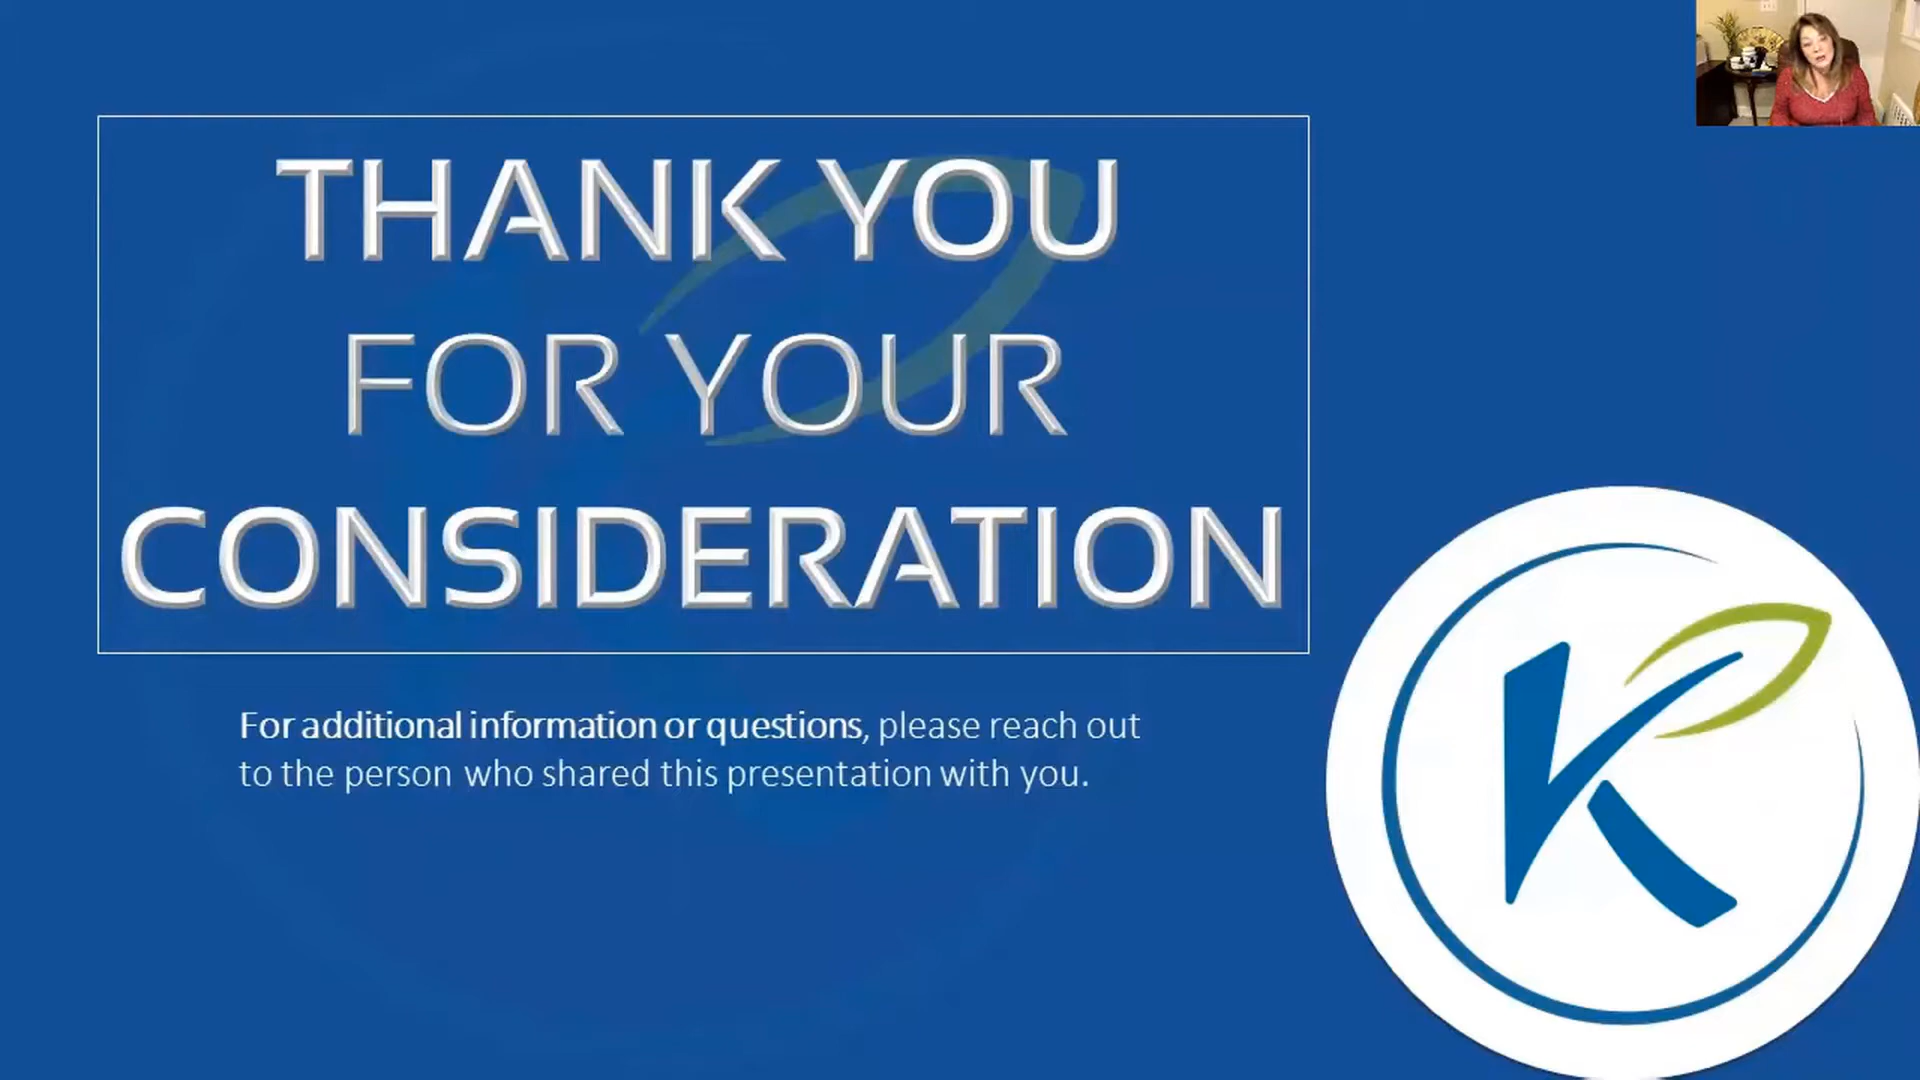 THANK YOU
FOR YOUR
CONSIDERATION
For additional information or questions, please reach out
to the person who shared this presentation with you.
K